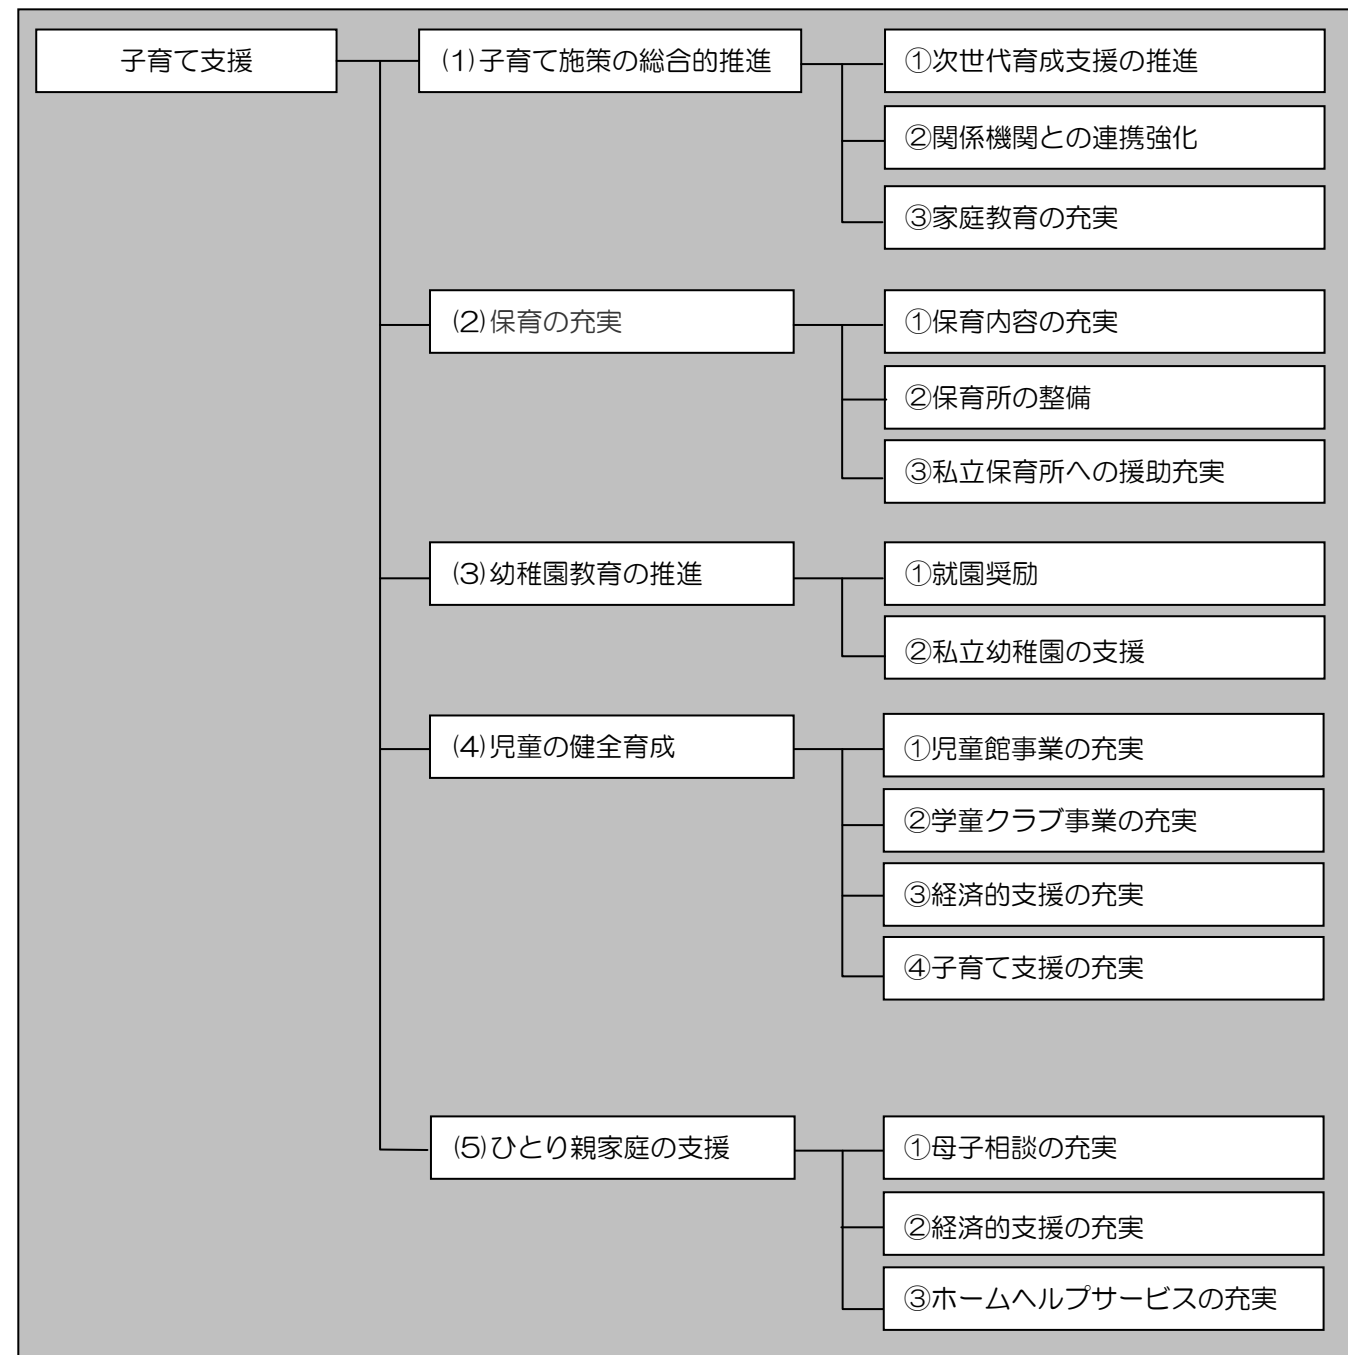 子育て支援
(1)子育て施策の総合的推進
①次世代育成支援の推進
②関係機関との連携強化
③家庭教育の充実
(2)保育の充実
①保育内容の充実
②保育所の整備
③私立保育所への援助充実
(3)幼稚園教育の推進
①就園奨励
②私立幼稚園の支援
(4)児童の健全育成
①児童館事業の充実
②学童クラブ事業の充実
③経済的支援の充実
④子育て支援の充実
(5)ひとり親家庭の支援
①母子相談の充実
②経済的支援の充実
③ホームヘルプサービスの充実